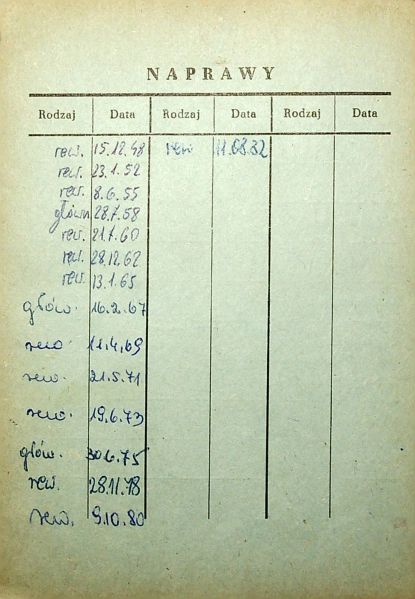 NAPRAWY
Rodzaj Data Rodzaj Data Rodzaj Data
rew. 15.12.48 rew 11.08.82
rew. 23.1.52
rew. 8.6.55
główn 28.7.58
rew. 21.7.60
rew. 28.12.62
rew. 13.1.65
głów. 16.2.67
rew. 11.4.69
rew. 21.5.71
rew. 19.6.73
głów. 30.6.75
rew. 28.11.78
rew. 9.10.80